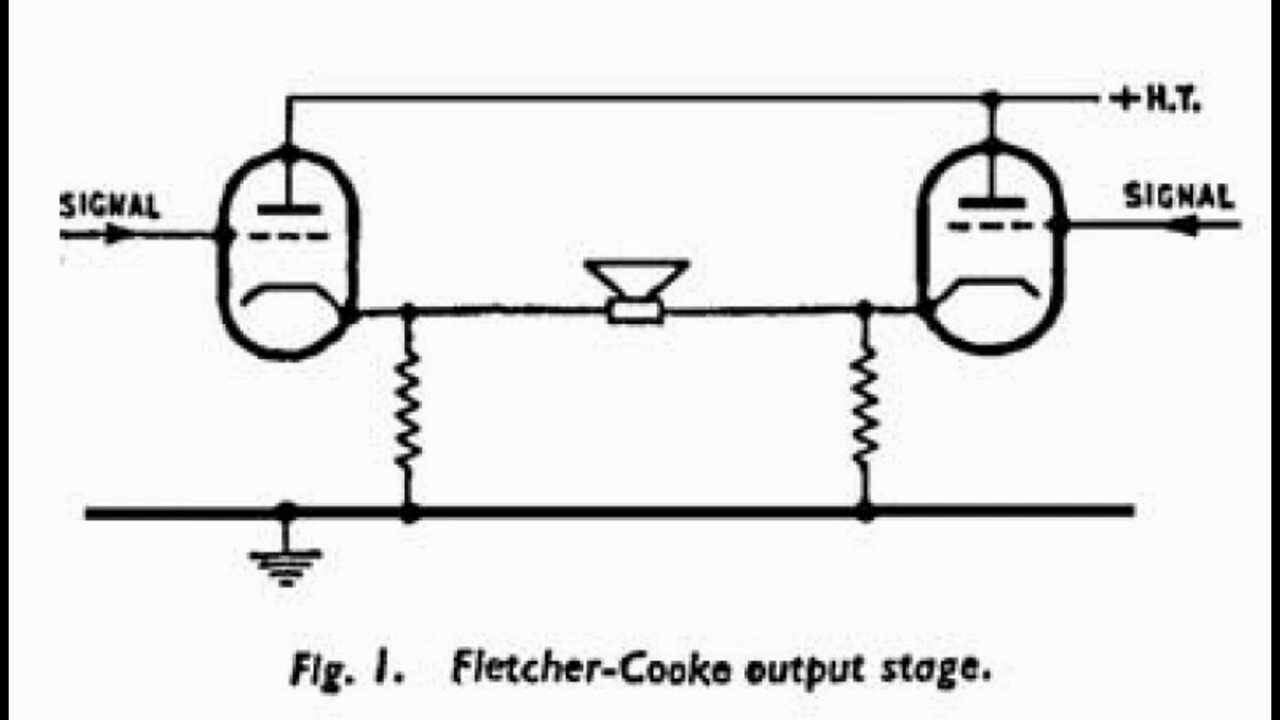 + H.T.
SIGNAL
SIGNAL
Fig. 1. Fletcher-Cooke output stage.